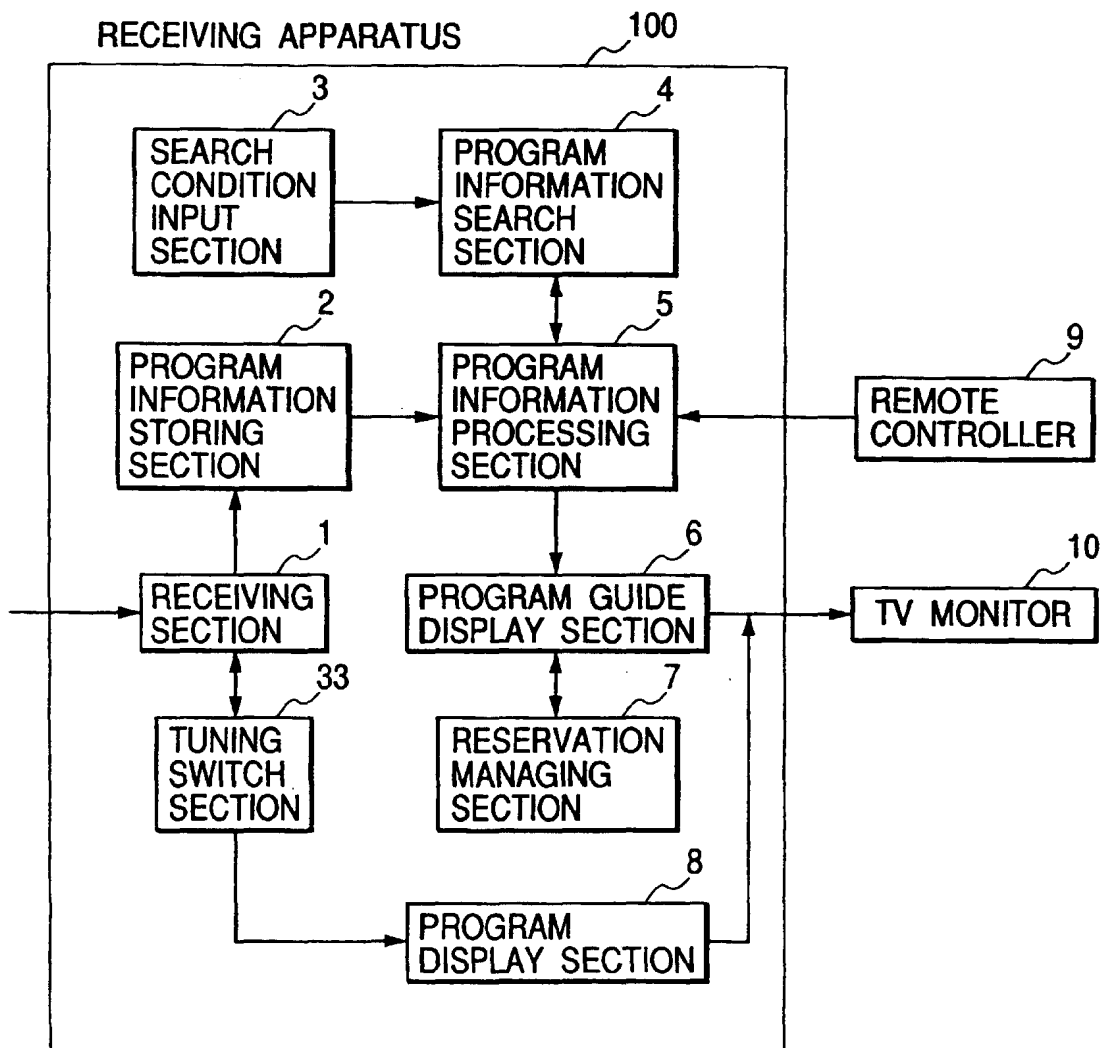 RECEIVING APPARATUS
100
3
SEARCH
CONDITION
INPUT
SECTION
4
PROGRAM
INFORMATION
SEARCH
SECTION
2
PROGRAM
INFORMATION
STORING
SECTION
5
PROGRAM
INFORMATION
PROCESSING
SECTION
9
REMOTE
CONTROLLER
1
RECEIVING
SECTION
6
PROGRAM GUIDE
DISPLAY SECTION
10
TV MONITOR
33
TUNING
SWITCH
SECTION
7
RESERVATION
MANAGING
SECTION
8
PROGRAM
DISPLAY SECTION